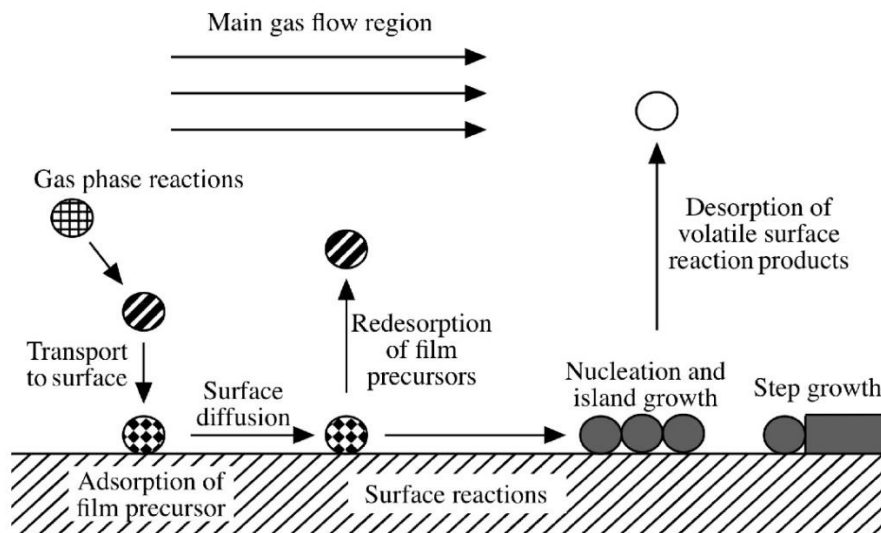 Main gas flow region
Gas phase reactions
Desorption of
volatile surface
reaction products
Transport
to surface
Redesorption
of film
precursors
Surface
diffusion
Nucleation and
island growth
Step growth
Adsorption of
film precursor
Surface reactions